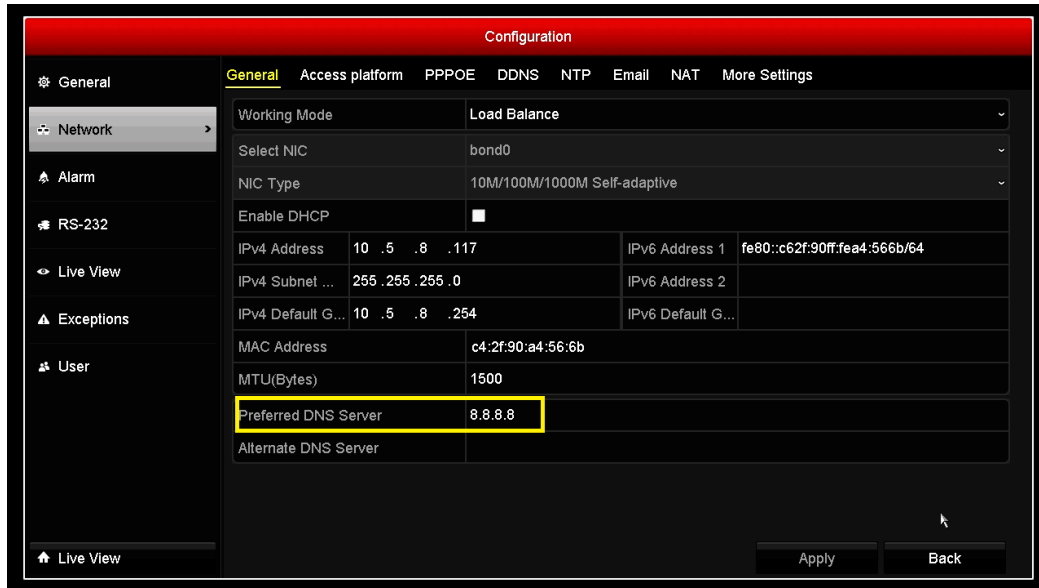 Configuration
General
Network
Alarm
RS-232
Live View
Exceptions
User
Live View
General Access platform PPPOE DDNS NTP Email NAT More Settings
Working Mode Load Balance
Select NIC bond0
NIC Type 10M/100M/1000M Self-adaptive
Enable DHCP
IPv4 Address 10 .5 .8 .117 IPv6 Address 1 fe80::c62f:90ff:fea4:566b/64
IPv4 Subnet ... 255.255.255.0 IPv6 Address 2
IPv4 Default G... 10 .5 .8 .254 IPv6 Default G...
MAC Address c4:2f:90:a4:56:6b
MTU(Bytes) 1500
Preferred DNS Server 8.8.8.8
Alternate DNS Server
Apply Back